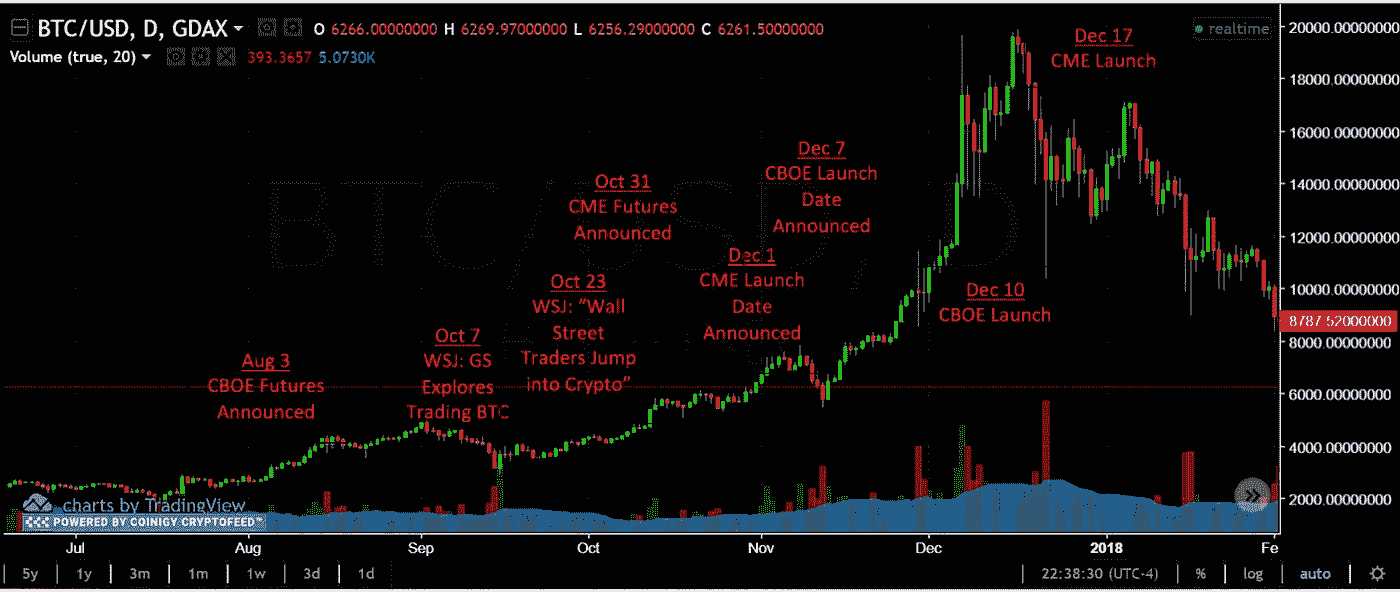 BTC/USD, D, GDAX O 6266.00000000 H 6269.97000000 L 6256.29000000 C 6261.50000000
Volume (true, 20) 393.3657 5.0730K
realtime
BTC/USD, D
Dec 17
CME Launch
Dec 7
CBOE Launch
Date
Announced
Oct 31
CME Futures
Announced
Dec 1
CME Launch
Date
Announced
Oct 23
WSJ: “Wall
Street
Traders Jump
into Crypto”
Dec 10
CBOE Launch
Oct 7
WSJ: GS
Explores
Trading BTC
Aug 3
CBOE Futures
Announced
20000.00000000
18000.00000000
16000.00000000
14000.00000000
12000.00000000
10000.00000000
8787.52000000
8000.00000000
6000.00000000
4000.00000000
2000.00000000
charts by TradingView
POWERED BY COINIGY CRYPTOFEED™
Jul Aug Sep Oct Nov Dec 2018 Fe
5y 1y 3m 1m 1w 3d 1d 22:38:30 (UTC-4) % log auto